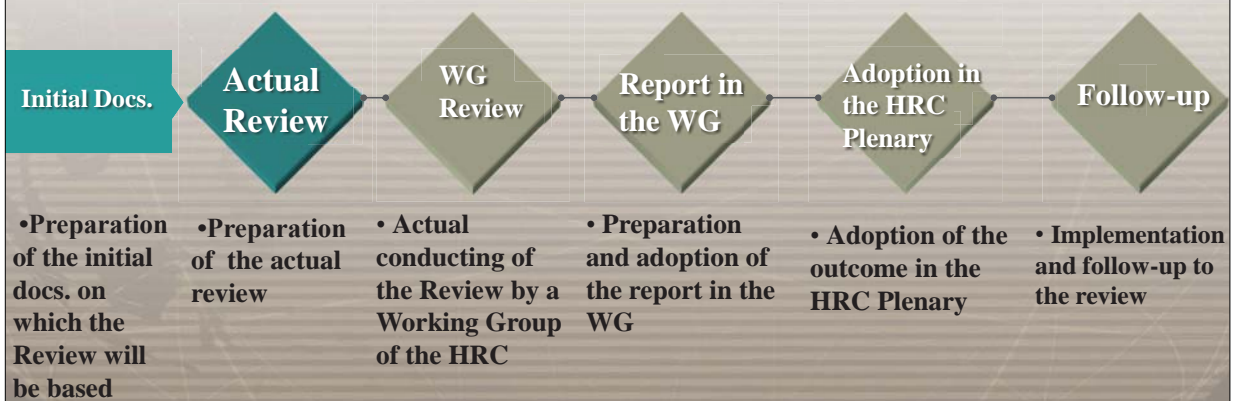 Initial Docs.
Actual
Review
WG
Review
Report in
the WG
Adoption in
the HRC
Plenary
Follow-up
•Preparation
of the initial
docs. on
which the
Review will
be based
•Preparation
of the actual
review
• Actual
conducting of
the Review by a
Working Group
of the HRC
• Preparation
and adoption of
the report in the
WG
• Adoption of the
outcome in the
HRC Plenary
• Implementation
and follow-up to
the review